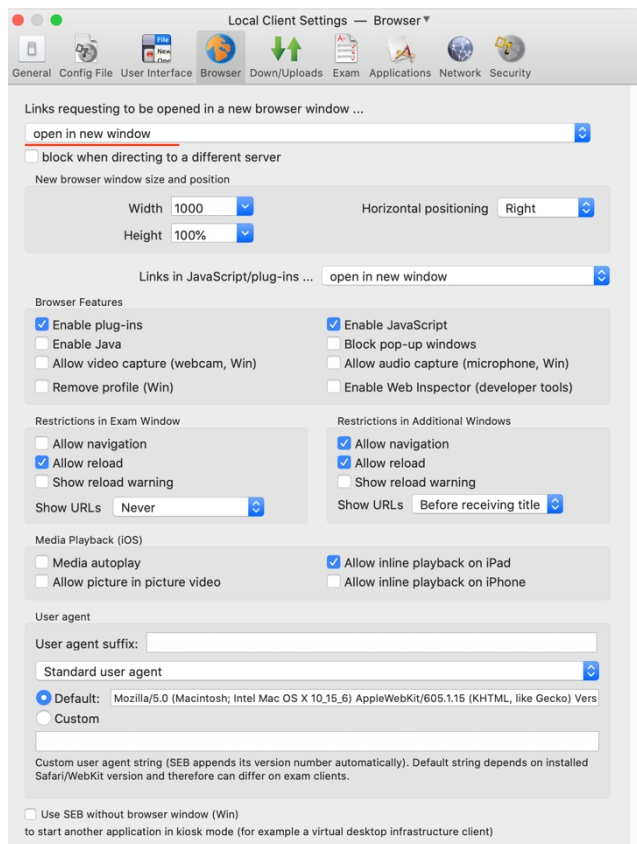 Local Client Settings — Browser
File
New
A-
General Config File User Interface Browser Down/Uploads Exam Applications Network Security
Links requesting to be opened in a new browser window ...
open in new window
block when directing to a different server
New browser window size and position
Width 1000 Horizontal positioning Right
Height 100%
Links in JavaScript/plug-ins ... open in new window
Browser Features
Enable plug-ins Enable JavaScript
Enable Java Block pop-up windows
Allow video capture (webcam, Win) Allow audio capture (microphone, Win)
Remove profile (Win) Enable Web Inspector (developer tools)
Restrictions in Exam Window Restrictions in Additional Windows
Allow navigation Allow navigation
Allow reload Allow reload
Show reload warning Show reload warning
Show URLs Never Show URLs Before receiving title
Media Playback (iOS)
Media autoplay Allow inline playback on iPad
Allow picture in picture video Allow inline playback on iPhone
User agent
User agent suffix:
Standard user agent
Default: Mozilla/5.0 (Macintosh; Intel Mac OS X 10_15_6) AppleWebKit/605.1.15 (KHTML, like Gecko) Vers
Custom
Custom user agent string (SEB appends its version number automatically). Default string depends on installed
Safari/WebKit version and therefore can differ on exam clients.
Use SEB without browser window (Win)
to start another application in kiosk mode (for example a virtual desktop infrastructure client)